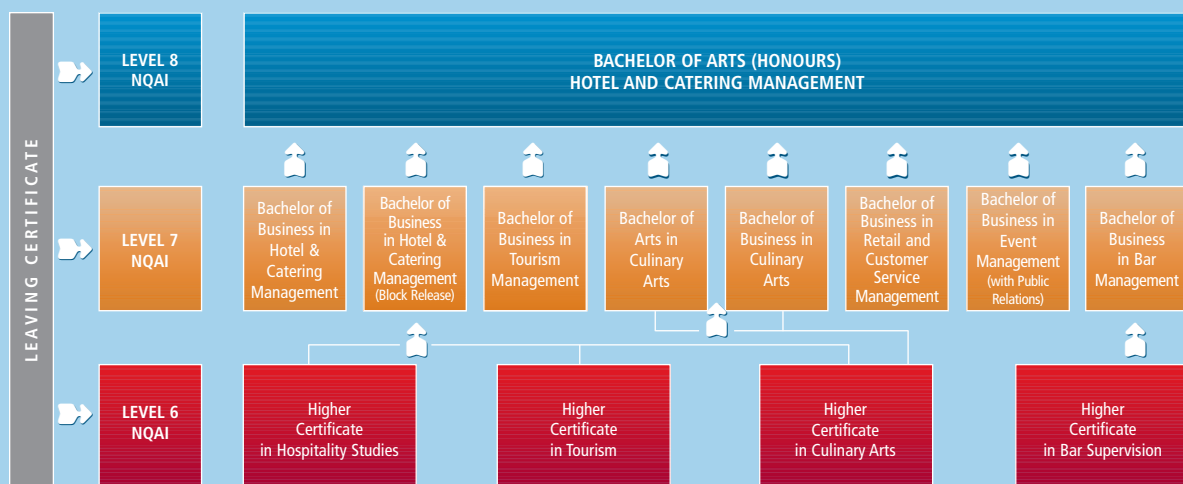 LEAVING CERTIFICATE
LEVEL 8
NQAI
BACHELOR OF ARTS (HONOURS)
HOTEL AND CATERING MANAGEMENT
LEVEL 7
NQAI
Bachelor of
Business in
Hotel &
Catering
Management
Bachelor of
Business
in Hotel &
Catering
Management
(Block Release)
Bachelor of
Business in
Tourism
Management
Bachelor of
Arts in
Culinary
Arts
Bachelor of
Business in
Culinary
Arts
Bachelor of
Business in
Retail and
Customer
Service
Management
Bachelor of
Business in
Event
Management
(with Public
Relations)
Bachelor of
Business
in Bar
Management
LEVEL 6
NQAI
Higher
Certificate
in Hospitality Studies
Higher
Certificate
in Tourism
Higher
Certificate
in Culinary Arts
Higher
Certificate
in Bar Supervision